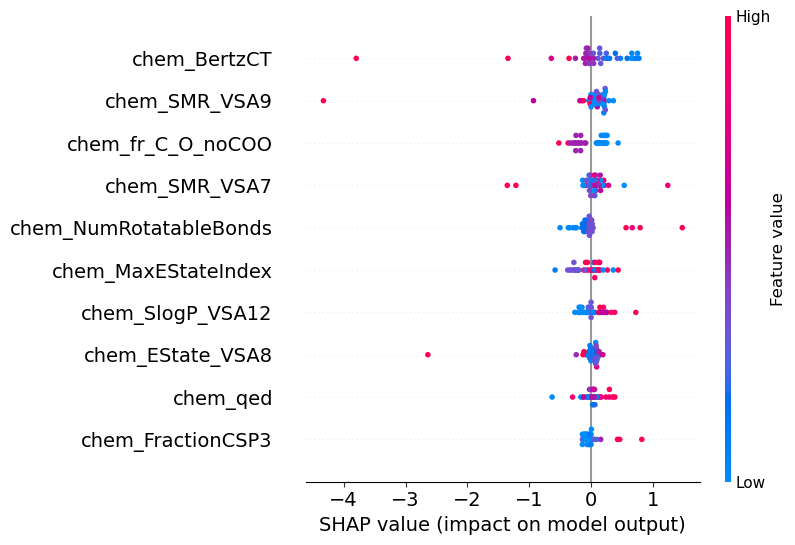 High
chem_BertzCT
chem_SMR_VSA9
chem_fr_C_O_noCOO
chem_SMR_VSA7
chem_NumRotatableBonds
chem_MaxEStateIndex
chem_SlogP_VSA12
chem_EState_VSA8
chem_qed
chem_FractionCSP3
Feature value
Low
−4 −3 −2 −1 0 1
SHAP value (impact on model output)